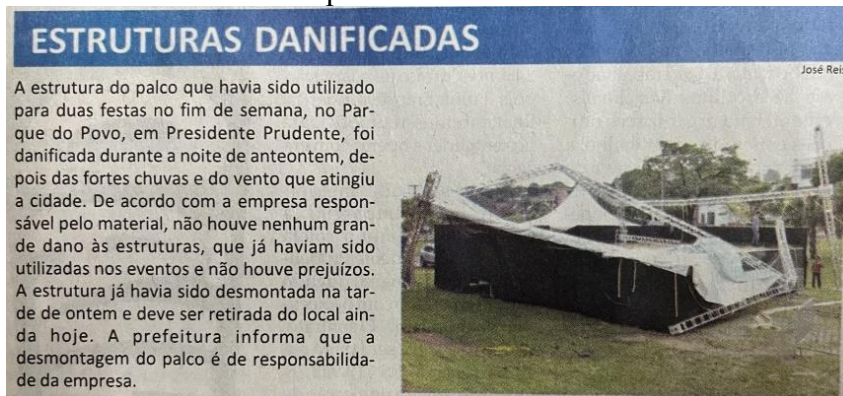 ESTRUTURAS DANIFICADAS
José Reis
A estrutura do palco que havia sido utilizado
para duas festas no fim de semana, no Par-
que do Povo, em Presidente Prudente, foi
danificada durante a noite de anteontem, de-
pois das fortes chuvas e do vento que atingiu
a cidade. De acordo com a empresa respon-
sável pelo material, não houve nenhum gran-
de dano às estruturas, que já haviam sido
utilizadas nos eventos e não houve prejuízos.
A estrutura já havia sido desmontada na tar-
de de ontem e deve ser retirada do local ain-
da hoje. A prefeitura informa que a
desmontagem do palco é de responsabilida-
de da empresa.